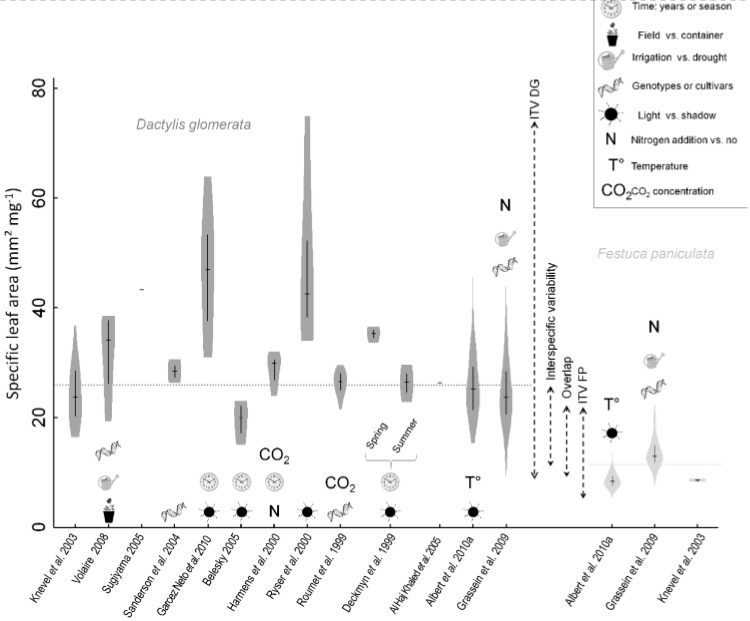 Time: years or season
Field vs. container
Irrigation vs. drought
Genotypes or cultivars
Light vs. shadow
N Nitrogen addition vs. no
T° Temperature
CO₂ CO₂ concentration
Specific leaf area (mm² mg⁻¹)
80
60
40
20
0
Dactylis glomerata
Festuca paniculata
ITV DG
Interspecific variability
Overlap
ITV FP
N
N
T°
CO₂
Spring
Summer
CO₂
T°
N
Knevel et al. 2003
Volaire 2008
Sugiyama 2005
Sanderson et al. 2004
Garcez Neto et al. 2010
Belesky 2005
Harmens et al. 2000
Ryser et al. 2000
Roumet et al. 1999
Deckmyn et al. 1999
Al Haj Khaled et al. 2005
Albert et al. 2010a
Grassein et al. 2009
Albert et al. 2010a
Grassein et al. 2009
Knevel et al. 2003